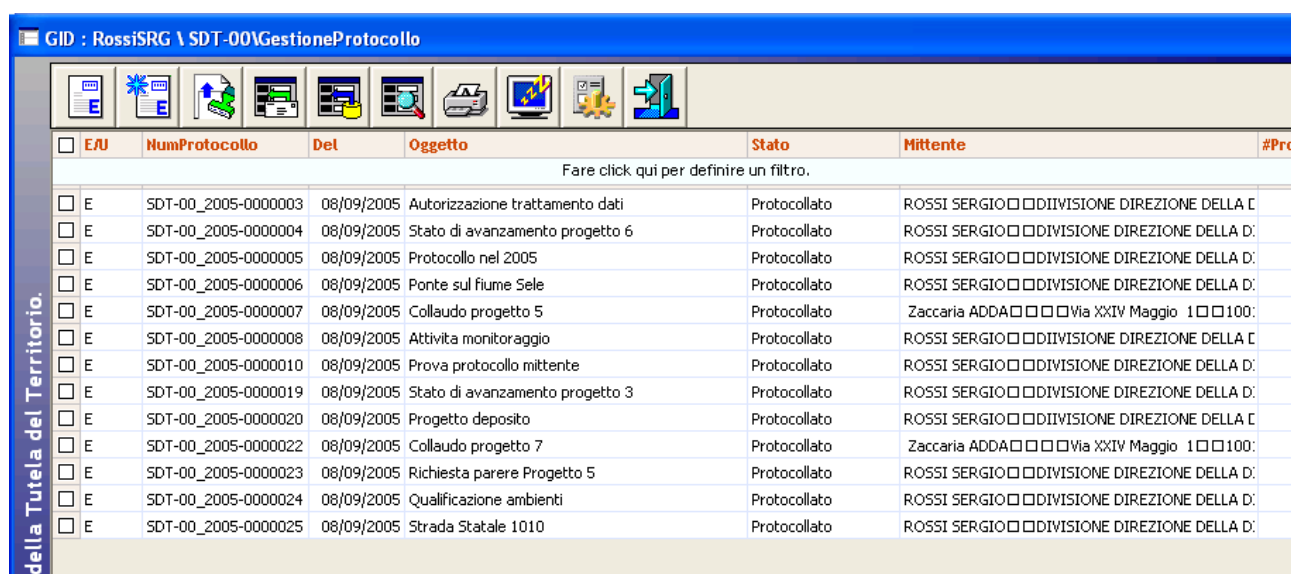 GID : RossiSRG \ SDT-00\GestioneProtocollo
E/U NumProtocollo Del Oggetto Stato Mittente #Pro
Fare click qui per definire un filtro.
E SDT-00_2005-0000003 08/09/2005 Autorizzazione trattamento dati Protocollato ROSSI SERGIO□□DIIVISIONE DIREZIONE DELLA D
E SDT-00_2005-0000004 08/09/2005 Stato di avanzamento progetto 6 Protocollato ROSSI SERGIO□□DIVISIONE DIREZIONE DELLA DI
E SDT-00_2005-0000005 08/09/2005 Protocollo nel 2005 Protocollato ROSSI SERGIO□□DIVISIONE DIREZIONE DELLA DI
E SDT-00_2005-0000006 08/09/2005 Ponte sul fiume Sele Protocollato ROSSI SERGIO□□DIVISIONE DIREZIONE DELLA DI
E SDT-00_2005-0000007 08/09/2005 Collaudo progetto 5 Protocollato Zaccaria ADDA□□□□Via XXIV Maggio 1□□100
E SDT-00_2005-0000008 08/09/2005 Attivita monitoraggio Protocollato ROSSI SERGIO□□DIIVISIONE DIREZIONE DELLA D
E SDT-00_2005-0000010 08/09/2005 Prova protocollo mittente Protocollato ROSSI SERGIO□□DIVISIONE DIREZIONE DELLA DI
E SDT-00_2005-0000019 08/09/2005 Stato di avanzamento progetto 3 Protocollato ROSSI SERGIO□□DIVISIONE DIREZIONE DELLA DI
E SDT-00_2005-0000020 08/09/2005 Progetto deposito Protocollato ROSSI SERGIO□□DIIVISIONE DIREZIONE DELLA D
E SDT-00_2005-0000022 08/09/2005 Collaudo progetto 7 Protocollato Zaccaria ADDA□□□□Via XXIV Maggio 1□□100
E SDT-00_2005-0000023 08/09/2005 Richiesta parere Progetto 5 Protocollato ROSSI SERGIO□□DIVISIONE DIREZIONE DELLA DI
E SDT-00_2005-0000024 08/09/2005 Qualificazione ambienti Protocollato ROSSI SERGIO□□DIVISIONE DIREZIONE DELLA DI
E SDT-00_2005-0000025 08/09/2005 Strada Statale 1010 Protocollato ROSSI SERGIO□□DIVISIONE DIREZIONE DELLA DI
della Tutela del Territorio.